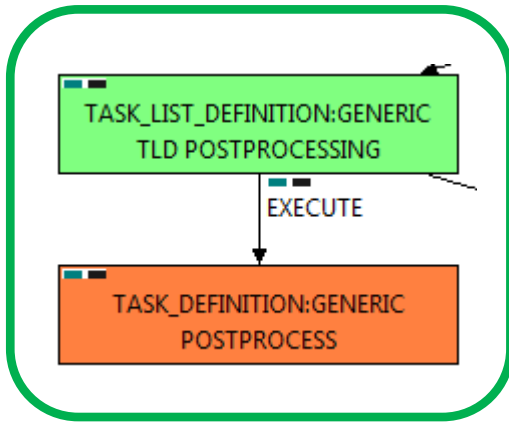 TASK_LIST_DEFINITION:GENERIC
TLD POSTPROCESSING
EXECUTE
TASK_DEFINITION:GENERIC
POSTPROCESS